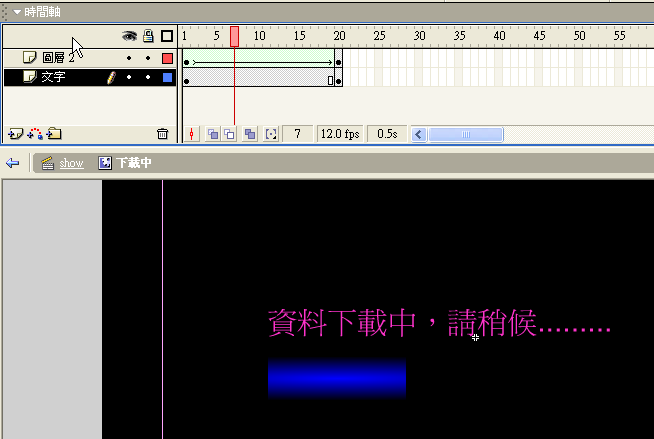 時間軸
1 5 10 15 20 25 30 35 40 45 50 55
圖層 2
文字
7 12.0 fps 0.5s
show 下載中
資料下載中，請稍候.........